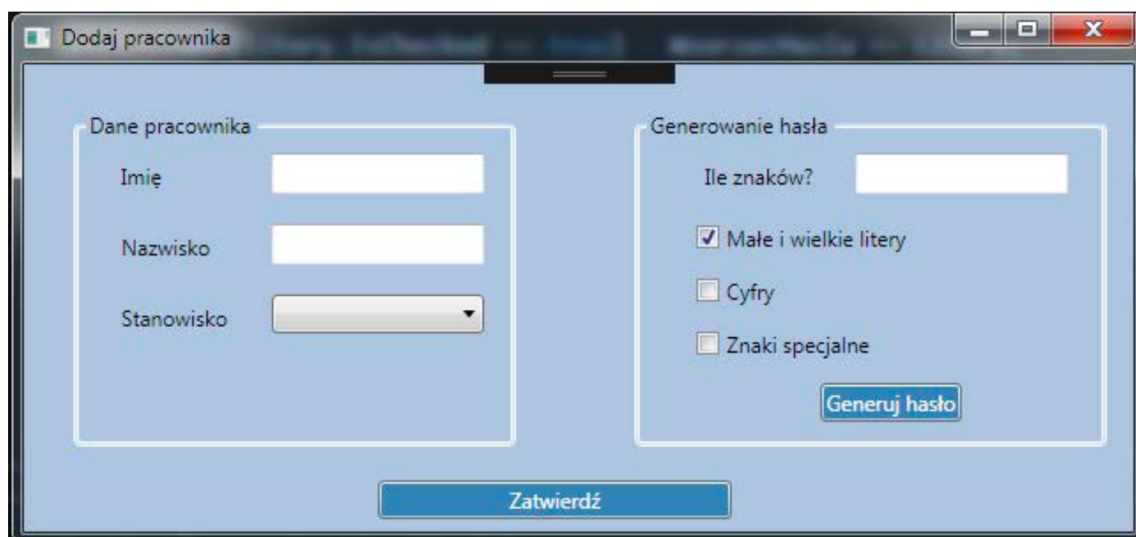 Dodaj pracownika
Dane pracownika
Imię
Nazwisko
Stanowisko
Generowanie hasła
Ile znaków?
Małe i wielkie litery
Cyfry
Znaki specjalne
Generuj hasło
Zatwierdź